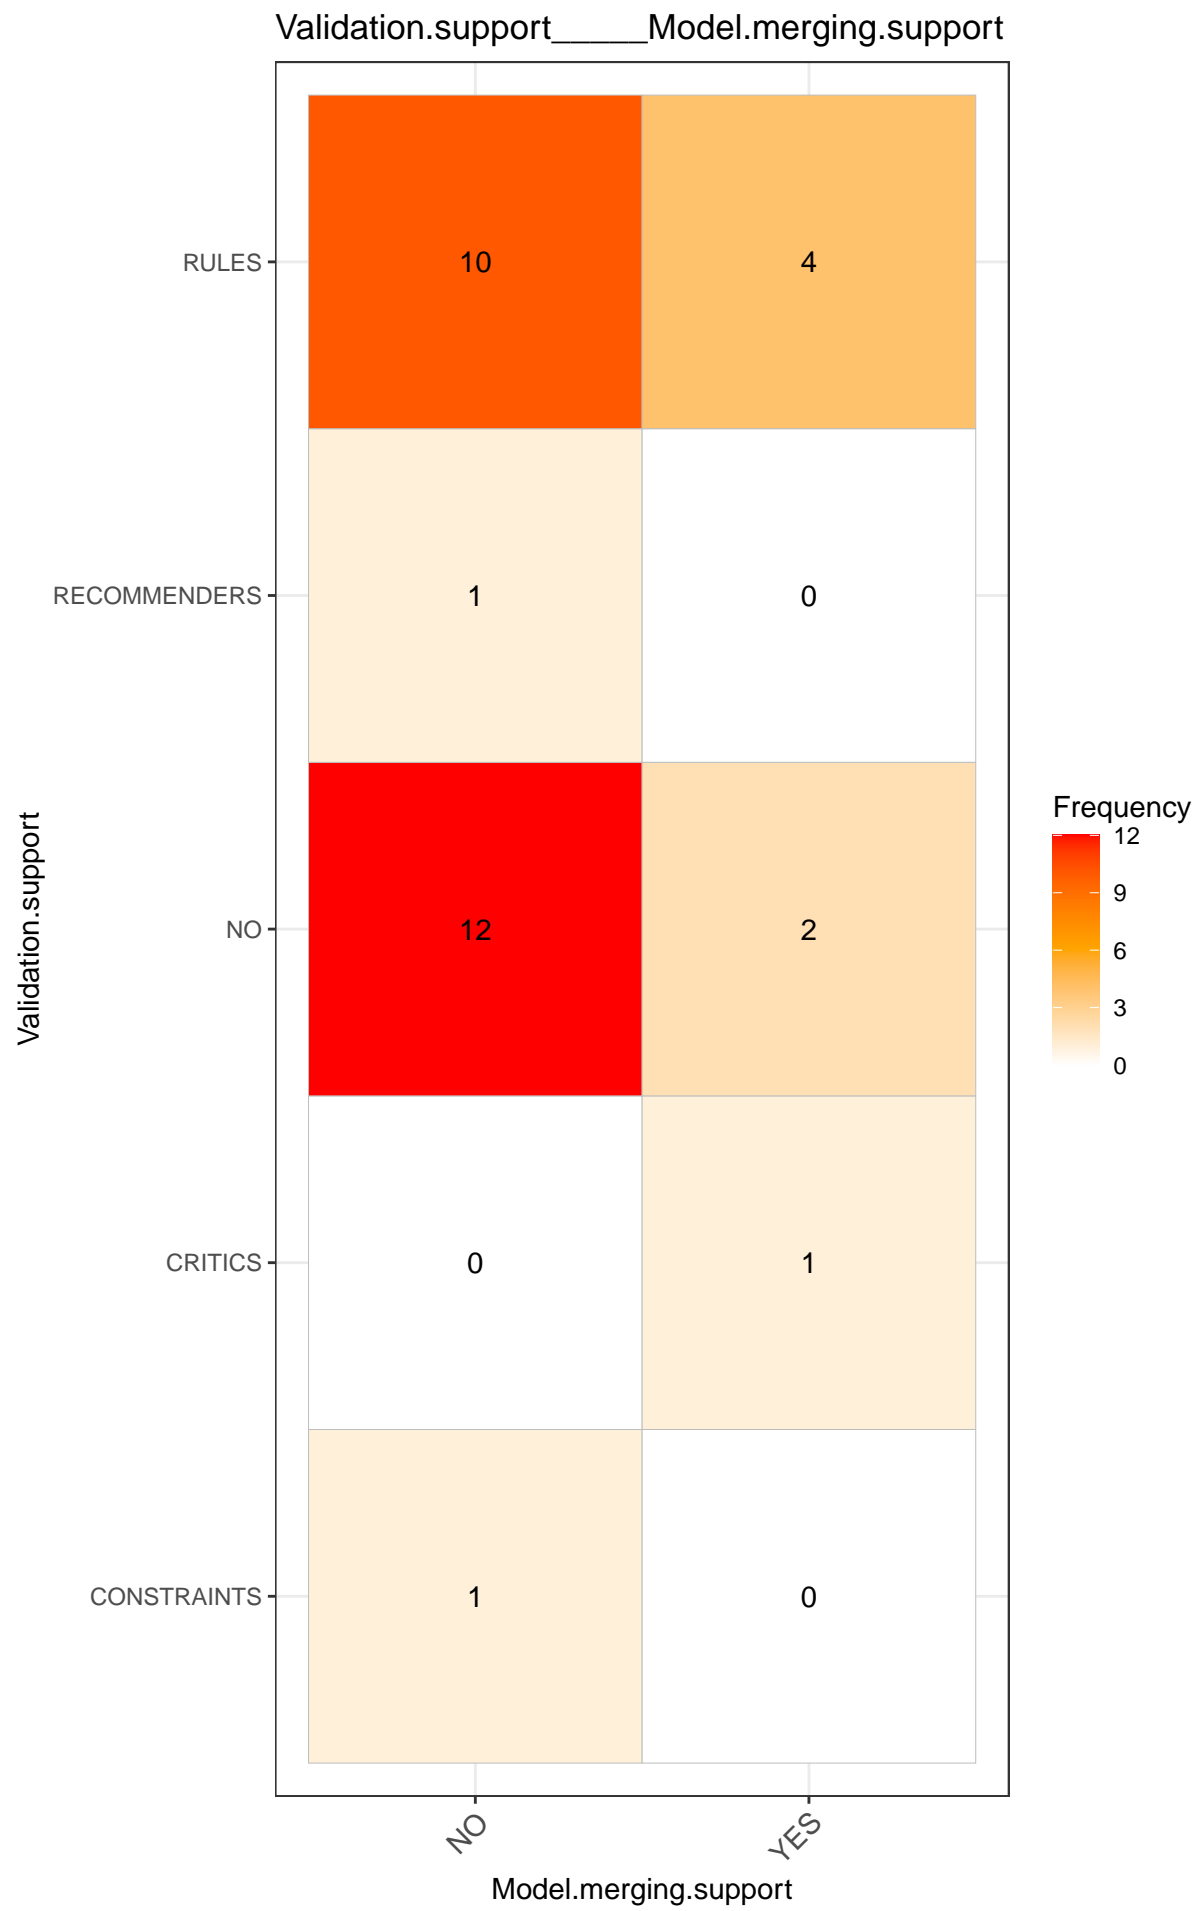 Validation.support_____Model.merging.support
RULES
10
4
RECOMMENDERS
1
0
NO
12
2
CRITICS
0
1
CONSTRAINTS
1
0
Validation.support
NO
YES
Model.merging.support
Frequency
12
9
6
3
0